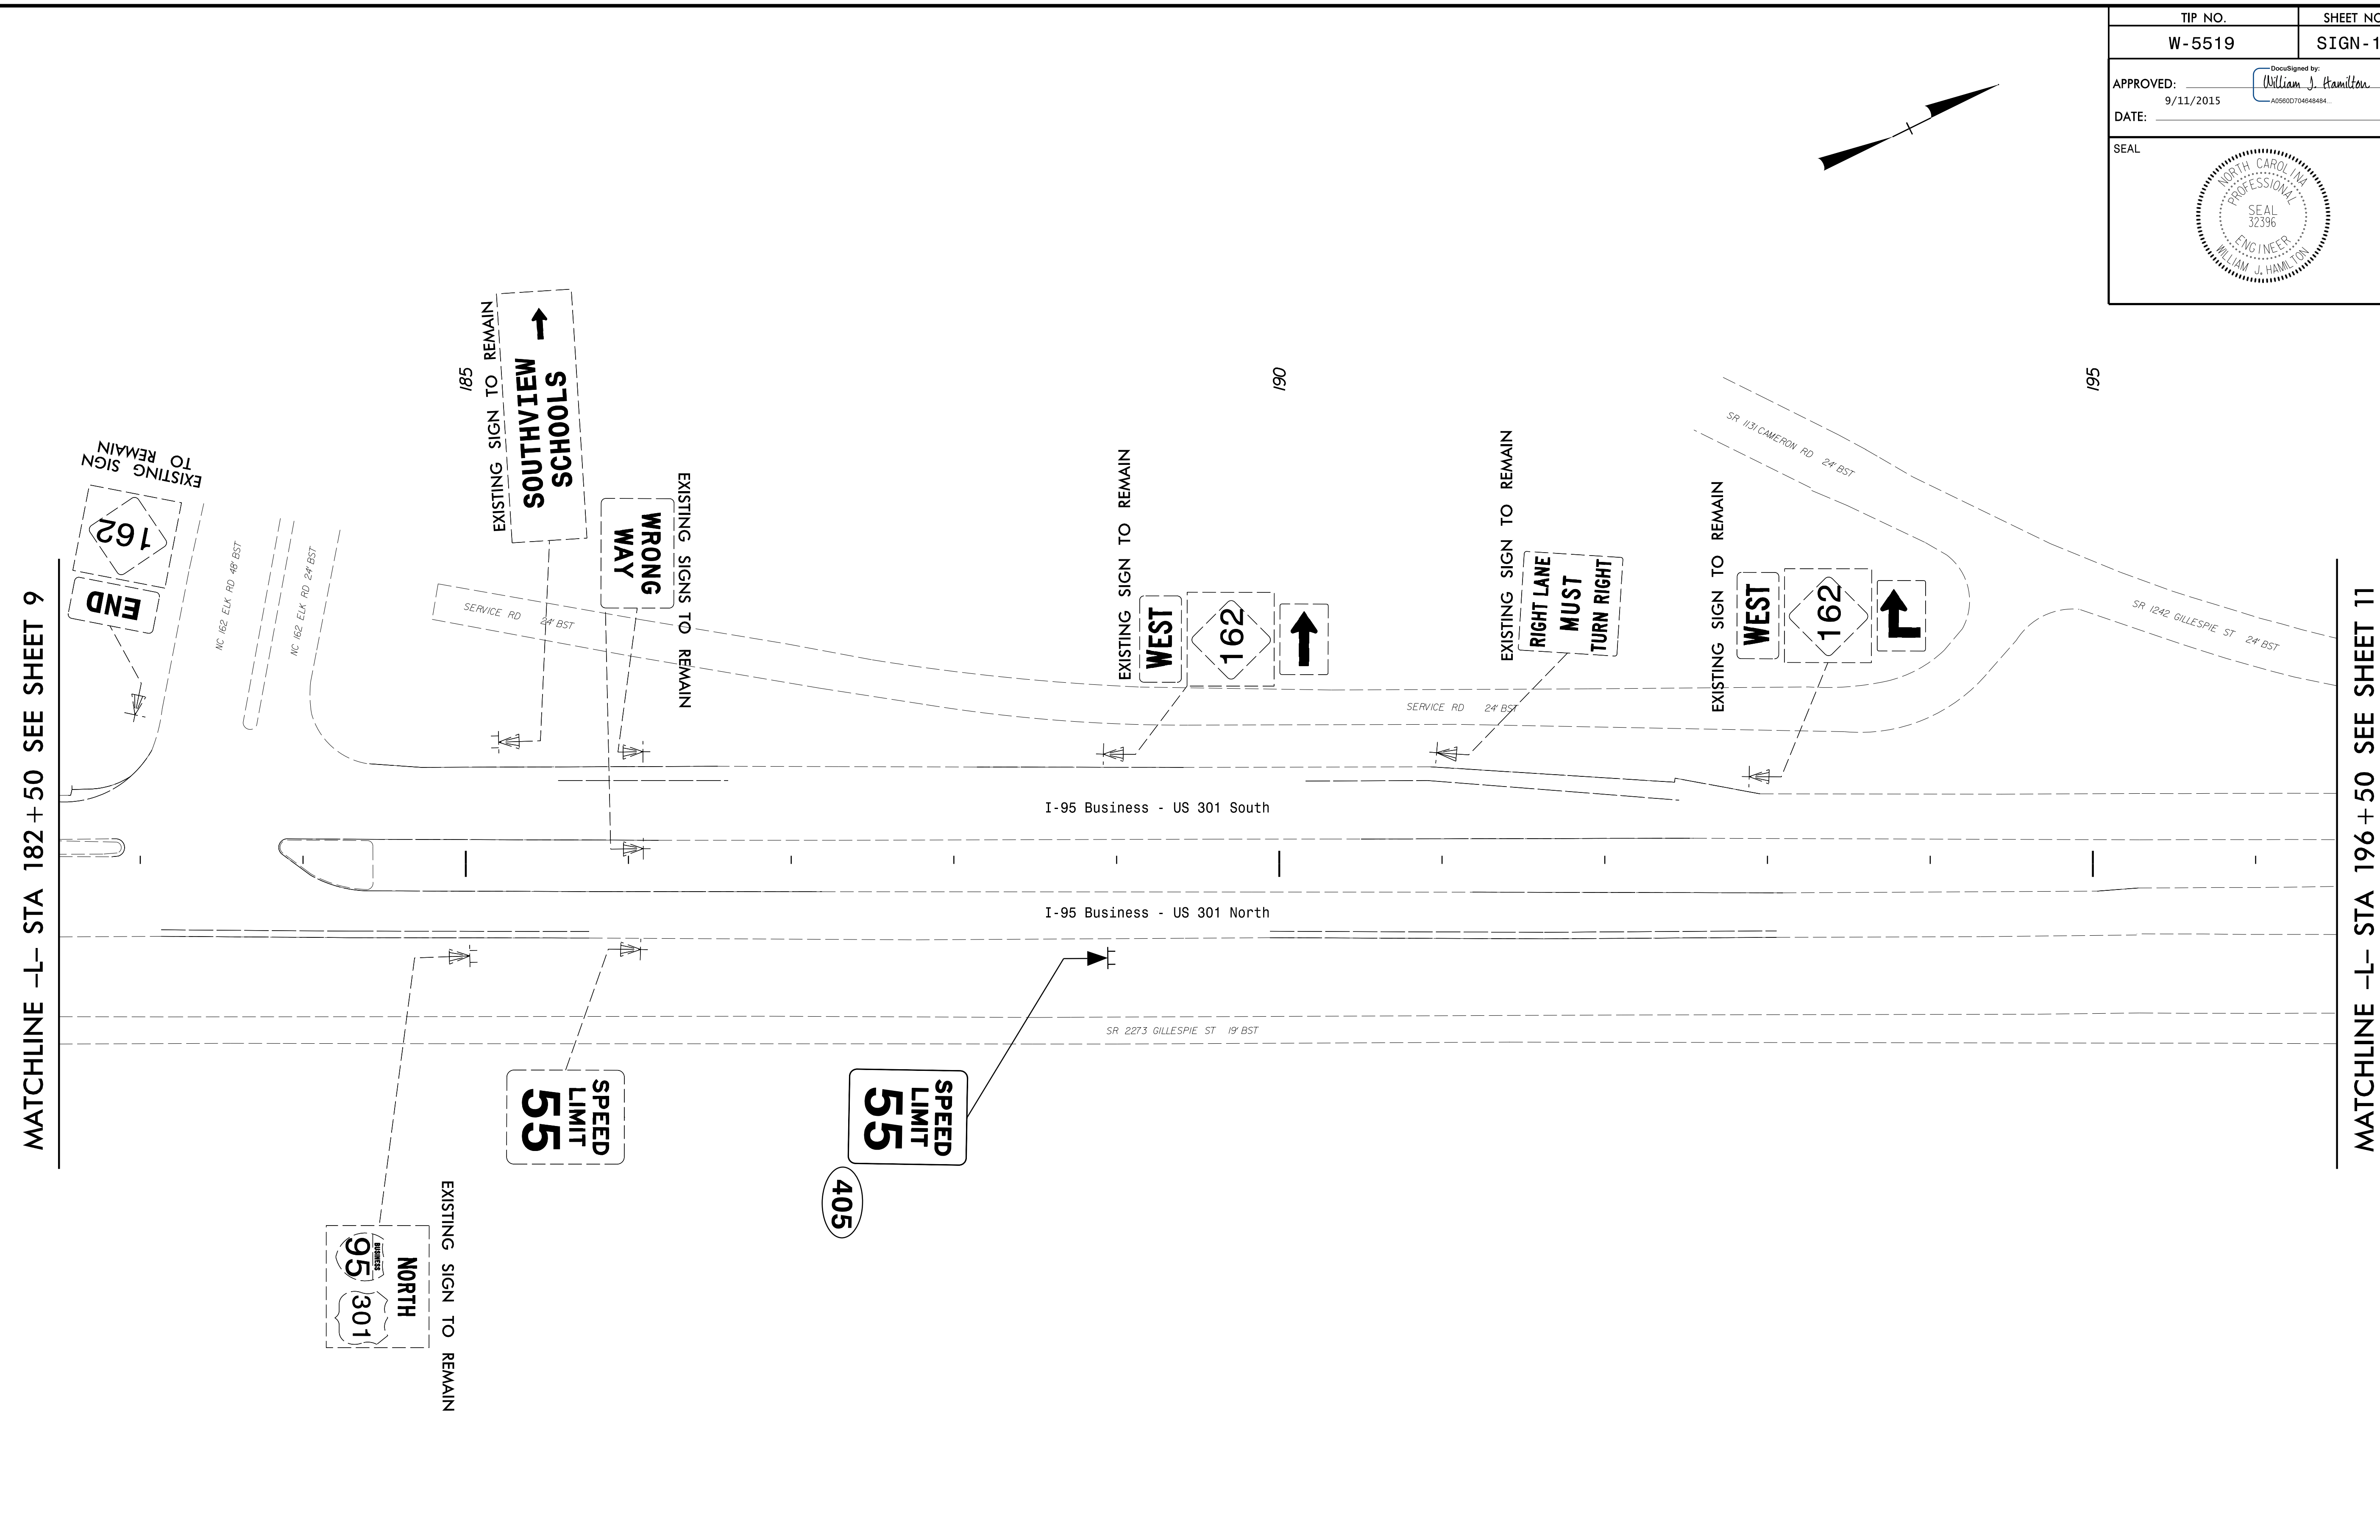 TIP NO.
SHEET NO
W-5519
SIGN-1
DocuSigned by:
APPROVED:
William J. Hamilton
9/11/2015
A0560D704648484...
DATE:
SEAL
NORTH CAROLINA
PROFESSIONAL
SEAL
32396
ENGINEER
WILLIAM J. HAMILTON
MATCHLINE -L- STA 182+50 SEE SHEET 9
EXISTING SIGN
TO
REMAIN
162
END
NC 162 ELK RD 48' BST
NC 162 ELK RD 24' BST
185
EXISTING SIGN TO REMAIN
SOUTHVIEW
SCHOOLS
WRONG
WAY
EXISITING SIGNS TO REMAIN
SERVICE RD 24' BST
190
EXISTING SIGN TO REMAIN
WEST
162
EXISTING SIGN TO REMAIN
RIGHT LANE
MUST
TURN RIGHT
SERVICE RD 24' BST
EXISTING SIGN TO REMAIN
WEST
162
195
SR 1131 CAMERON RD 24' BST
SR 1242 GILLESPIE ST 24' BST
I-95 Business - US 301 South
I-95 Business - US 301 North
SR 2273 GILLESPIE ST 19' BST
SPEED
LIMIT
55
SPEED
LIMIT
55
405
EXISTING SIGN TO REMAIN
NORTH
BUSINESS
95
301
MATCHLINE -L- STA 196+50 SEE SHEET 11